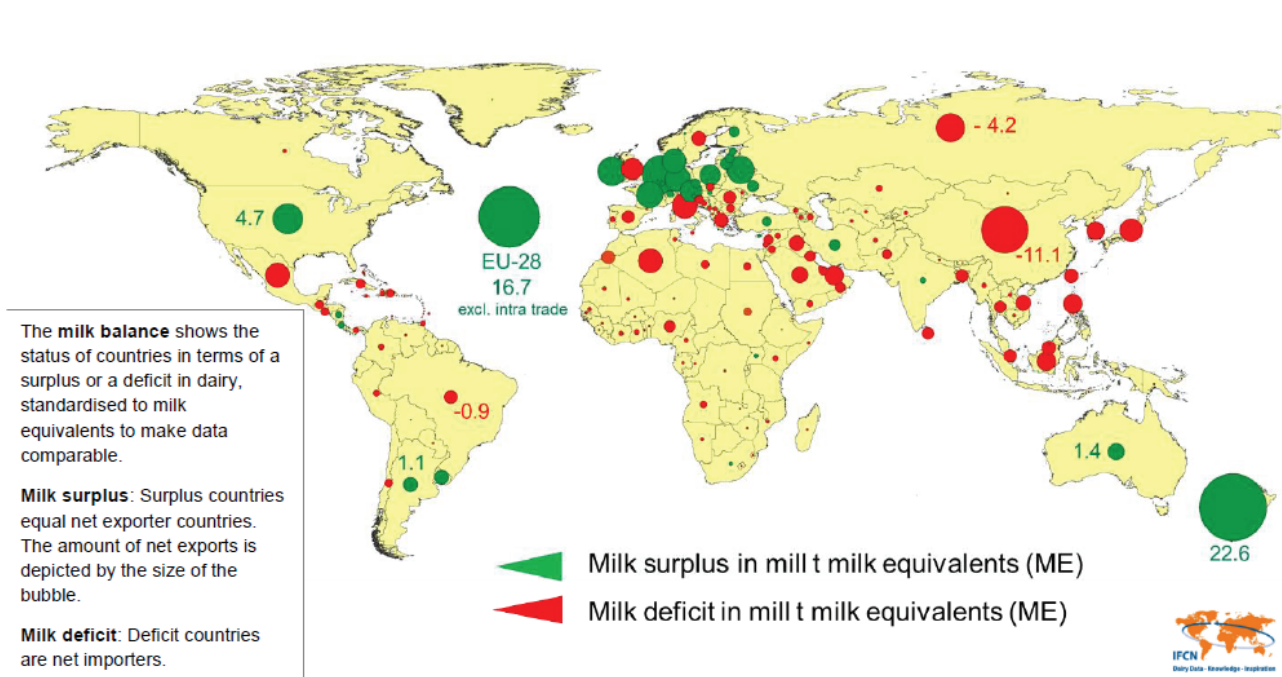 - 4.2
4.7
-11.1
EU-28
16.7
excl. intra trade
The milk balance shows the
status of countries in terms of a
surplus or a deficit in dairy,
standardised to milk
equivalents to make data
comparable.
Milk surplus: Surplus countries
equal net exporter countries.
The amount of net exports is
depicted by the size of the
bubble.
Milk deficit: Deficit countries
are net importers.
-0.9
1.1
1.4
22.6
Milk surplus in mill t milk equivalents (ME)
Milk deficit in mill t milk equivalents (ME)
IFCN
Dairy Data - Knowledge - Inspiration